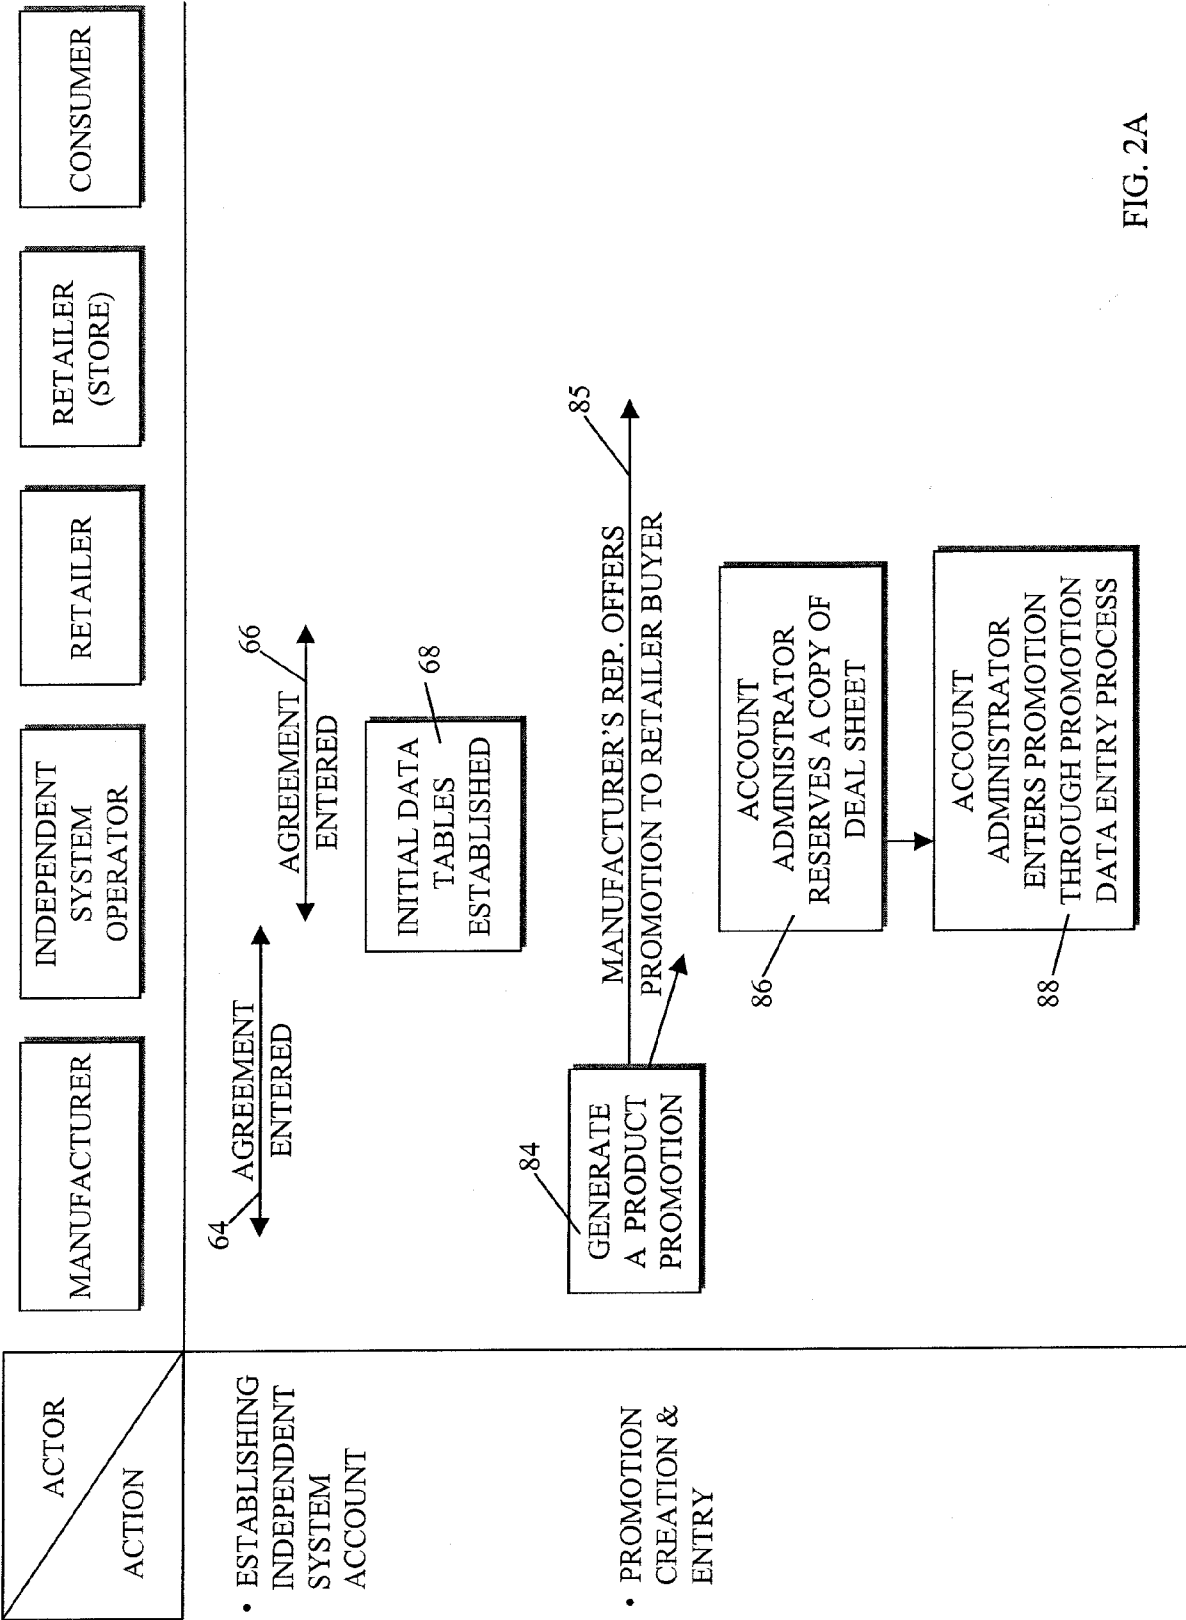 ACTOR
ACTION
MANUFACTURER
INDEPENDENT
SYSTEM
OPERATOR
RETAILER
RETAILER
(STORE)
CONSUMER
• ESTABLISHING
INDEPENDENT
SYSTEM
ACCOUNT
64
AGREEMENT
ENTERED
66
AGREEMENT
ENTERED
INITIAL DATA
TABLES
ESTABLISHED
68
• PROMOTION
CREATION &
ENTRY
84
GENERATE
A PRODUCT
PROMOTION
MANUFACTURER'S REP. OFFERS
PROMOTION TO RETAILER BUYER
85
ACCOUNT
ADMINISTRATOR
RESERVES A COPY OF
DEAL SHEET
86
ACCOUNT
ADMINISTRATOR
ENTERS PROMOTION
THROUGH PROMOTION
DATA ENTRY PROCESS
88
FIG. 2A